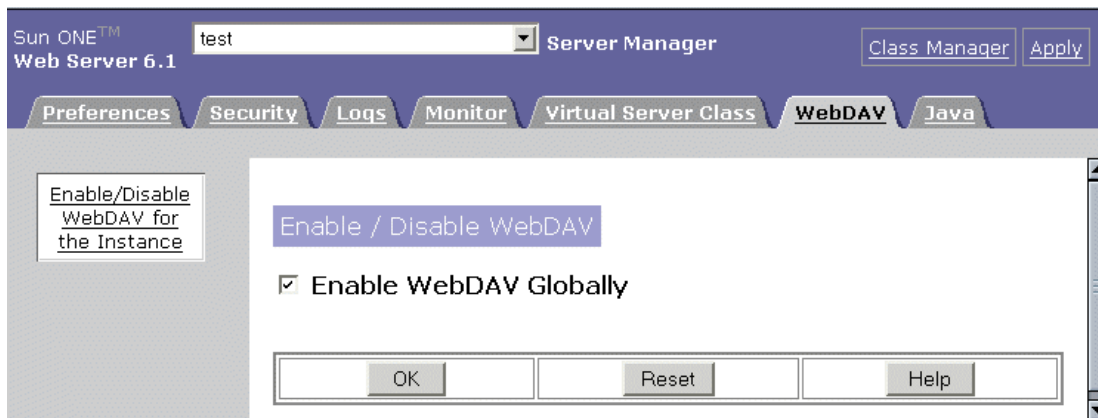 Sun ONE™
Web Server 6.1
test
Server Manager
Class Manager
Apply
Preferences
Security
Logs
Monitor
Virtual Server Class
WebDAV
Java
Enable/Disable
WebDAV for
the Instance
Enable / Disable WebDAV
Enable WebDAV Globally
OK
Reset
Help